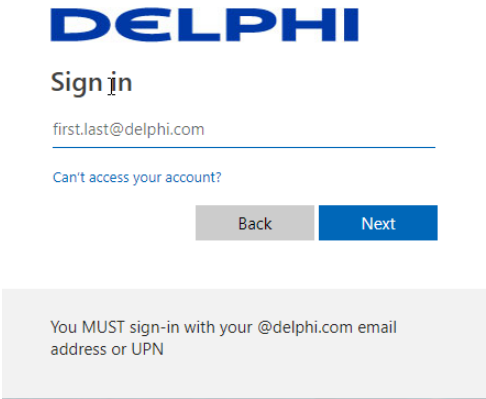 DELPHI
Sign in
first.last@delphi.com
Can't access your account?
Back
Next
You MUST sign-in with your @delphi.com email
address or UPN